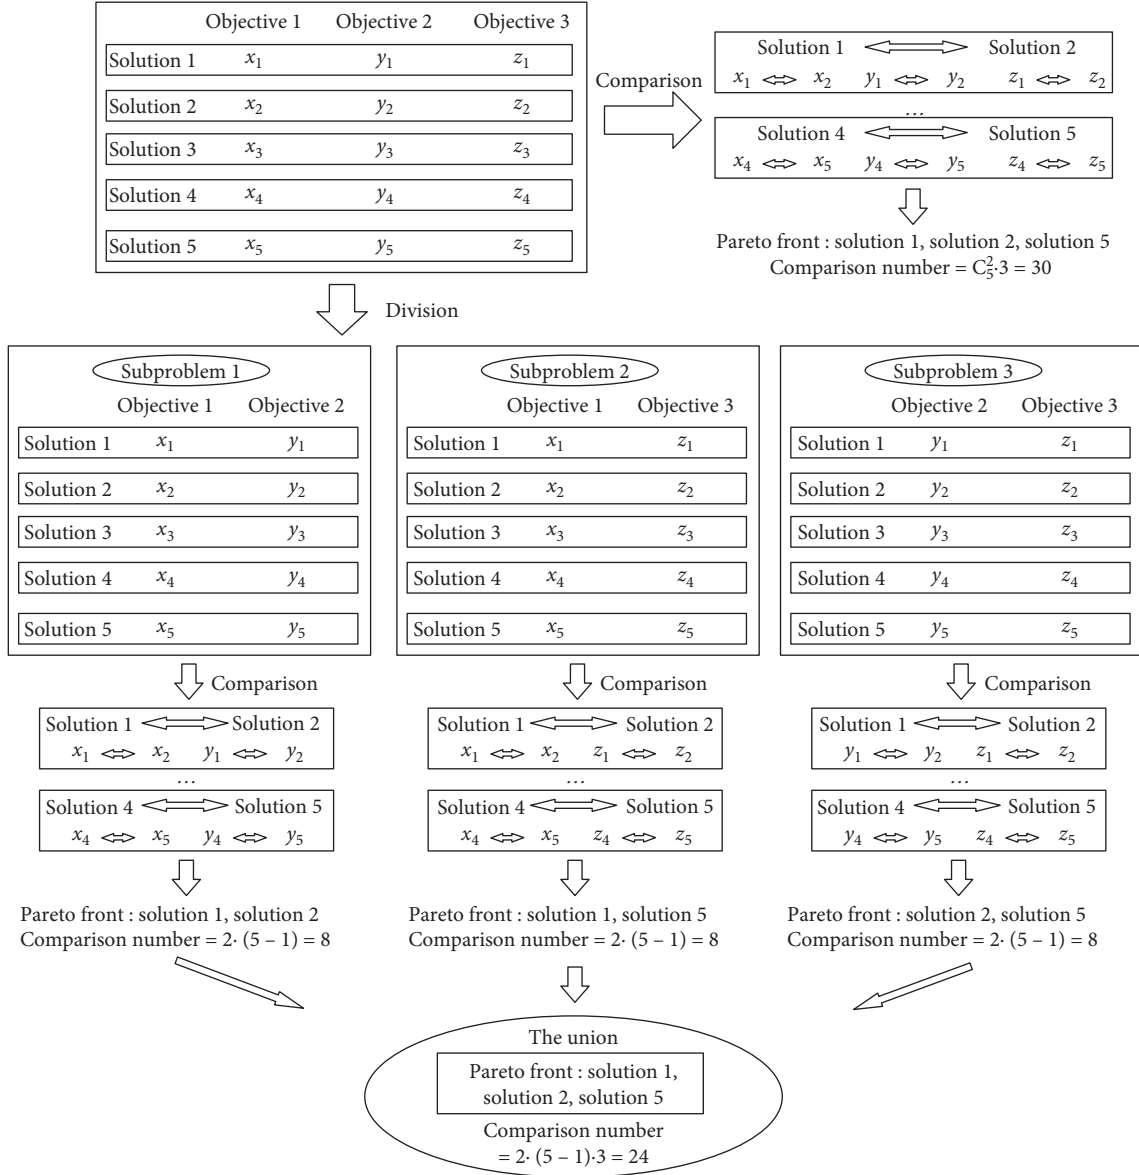 Objective 1 Objective 2 Objective 3
Solution 1 x₁ y₁ z₁
Solution 2 x₂ y₂ z₂
Solution 3 x₃ y₃ z₃
Solution 4 x₄ y₄ z₄
Solution 5 x₅ y₅ z₅
Comparison
Solution 1 ⇔ Solution 2
x₁ ⇔ x₂ y₁ ⇔ y₂ z₁ ⇔ z₂
...
Solution 4 ⇔ Solution 5
x₄ ⇔ x₅ y₄ ⇔ y₅ z₄ ⇔ z₅
Pareto front : solution 1, solution 2, solution 5
Comparison number = C₅²·3 = 30
Division
Subproblem 1
Objective 1 Objective 2
Solution 1 x₁ y₁
Solution 2 x₂ y₂
Solution 3 x₃ y₃
Solution 4 x₄ y₄
Solution 5 x₅ y₅
Comparison
Solution 1 ⇔ Solution 2
x₁ ⇔ x₂ y₁ ⇔ y₂
...
Solution 4 ⇔ Solution 5
x₄ ⇔ x₅ y₄ ⇔ y₅
Pareto front : solution 1, solution 2
Comparison number = 2· (5 – 1) = 8
Subproblem 2
Objective 1 Objective 3
Solution 1 x₁ z₁
Solution 2 x₂ z₂
Solution 3 x₃ z₃
Solution 4 x₄ z₄
Solution 5 x₅ z₅
Comparison
Solution 1 ⇔ Solution 2
x₁ ⇔ x₂ z₁ ⇔ z₂
...
Solution 4 ⇔ Solution 5
x₄ ⇔ x₅ z₄ ⇔ z₅
Pareto front : solution 1, solution 5
Comparison number = 2· (5 – 1) = 8
Subproblem 3
Objective 2 Objective 3
Solution 1 y₁ z₁
Solution 2 y₂ z₂
Solution 3 y₃ z₃
Solution 4 y₄ z₄
Solution 5 y₅ z₅
Comparison
Solution 1 ⇔ Solution 2
y₁ ⇔ y₂ z₁ ⇔ z₂
...
Solution 4 ⇔ Solution 5
y₄ ⇔ y₅ z₄ ⇔ z₅
Pareto front : solution 2, solution 5
Comparison number = 2· (5 – 1) = 8
The union
Pareto front : solution 1,
solution 2, solution 5
Comparison number
= 2· (5 – 1)·3 = 24